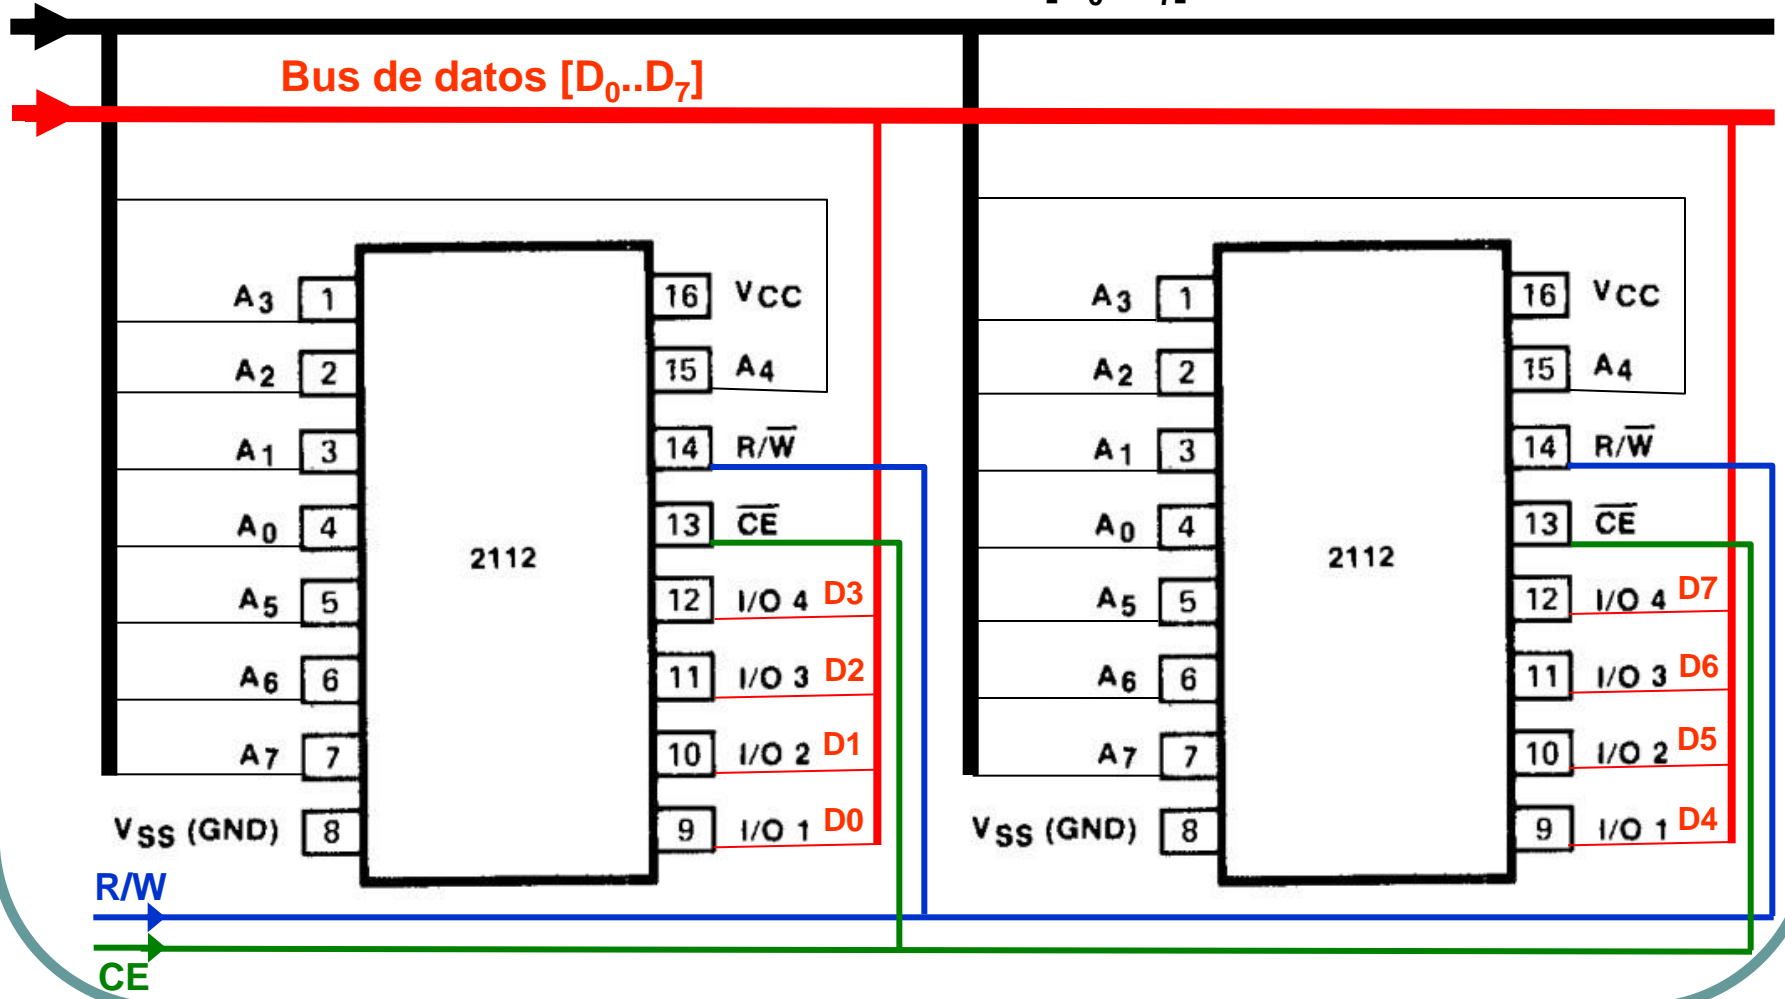 Bus de datos [D0..D7]
A3 1 16 VCC
A2 2 15 A4
A1 3 14 R/W̅
A0 4 13 C̅E̅
2112
A5 5 12 I/O 4 D3
A6 6 11 I/O 3 D2
A7 7 10 I/O 2 D1
VSS (GND) 8 9 I/O 1 D0
A3 1 16 VCC
A2 2 15 A4
A1 3 14 R/W̅
A0 4 13 C̅E̅
2112
A5 5 12 I/O 4 D7
A6 6 11 I/O 3 D6
A7 7 10 I/O 2 D5
VSS (GND) 8 9 I/O 1 D4
R/W
CE